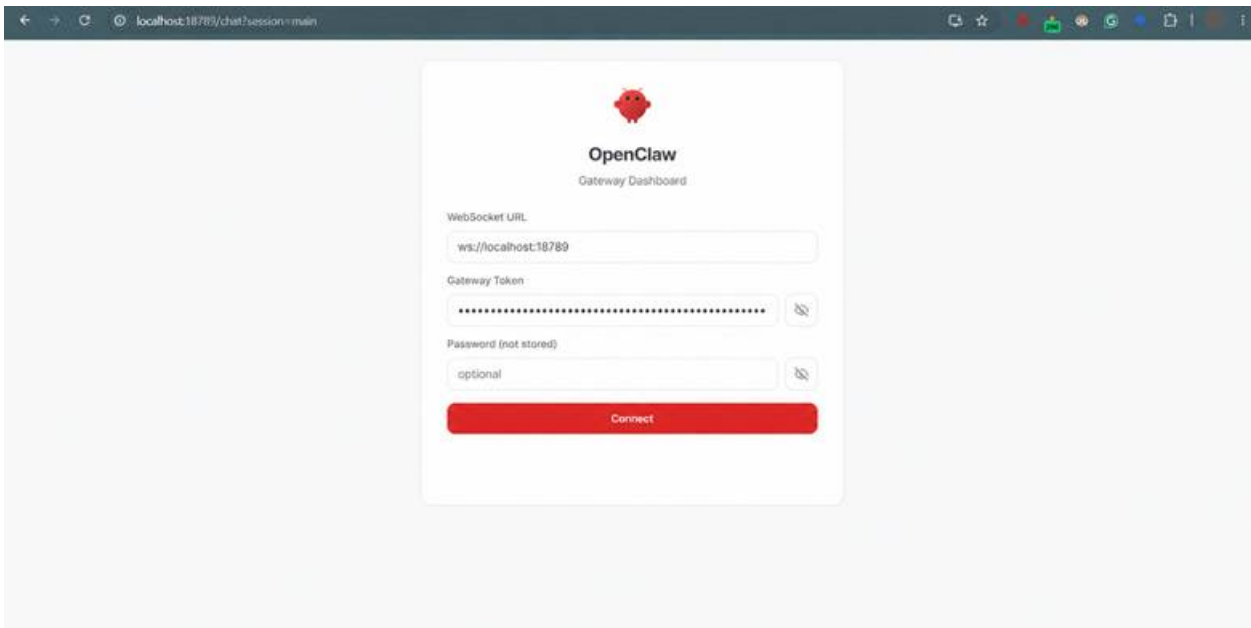 localhost:18789/chat?session=main
OpenClaw
Gateway Dashboard
WebSocket URL
ws://localhost:18789
Gateway Token
Password (not stored)
optional
Connect